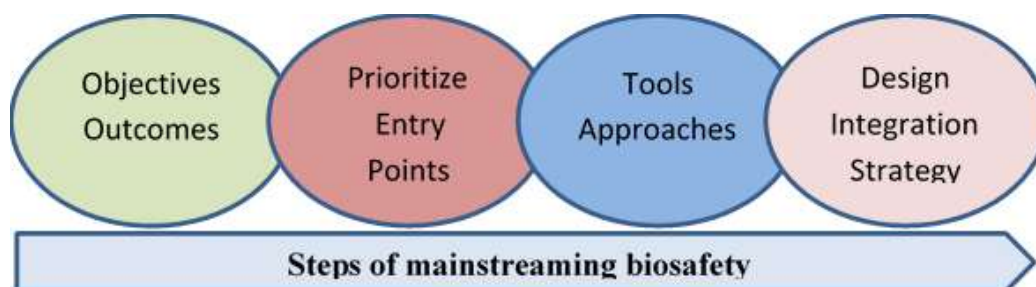 Objectives
Outcomes
Prioritize
Entry
Points
Tools
Approaches
Design
Integration
Strategy
Steps of mainstreaming biosafety